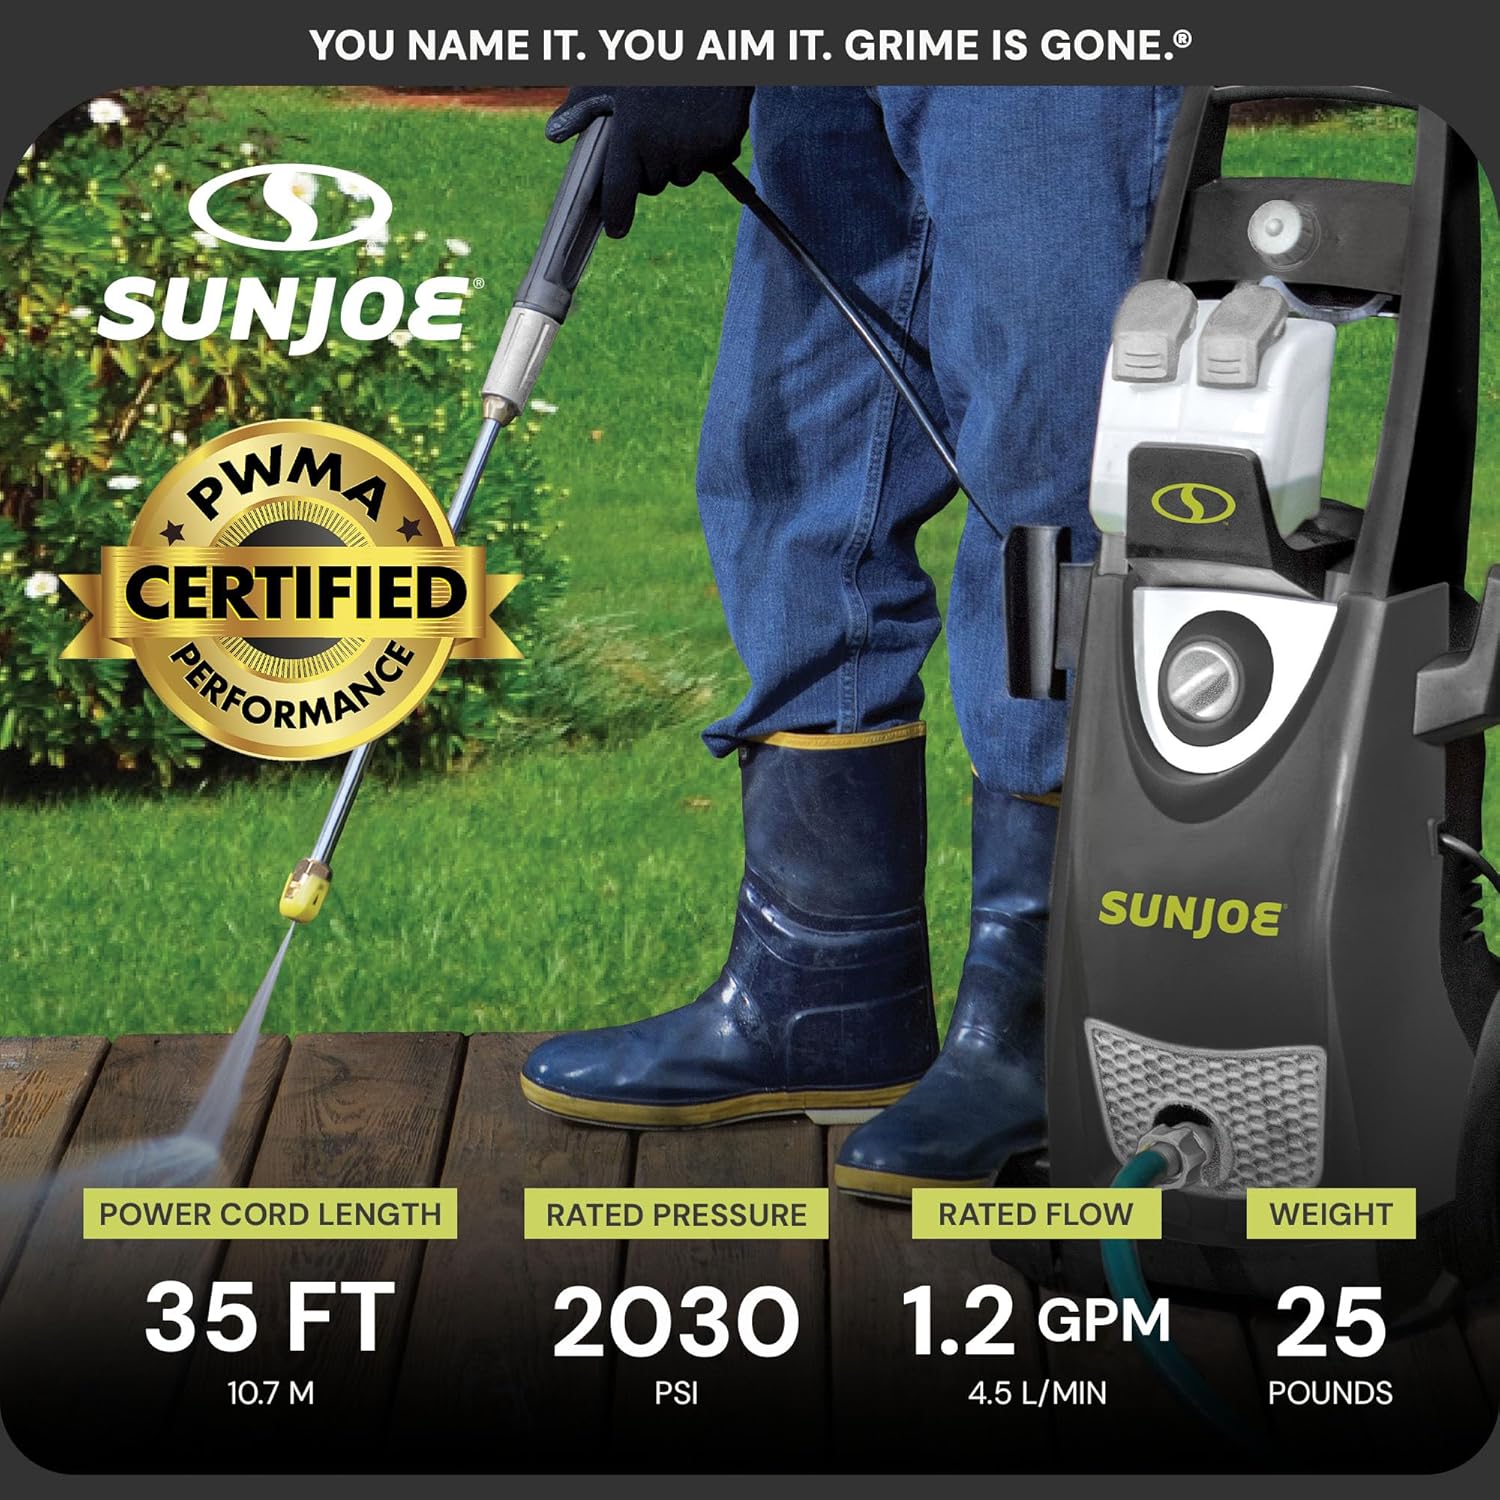 YOU NAME IT. YOU AIM IT. GRIME IS GONE.®
SUNJOE®
PWMA
CERTIFIED
PERFORMANCE
SUNJOE
POWER CORD LENGTH
35 FT
10.7 M
RATED PRESSURE
2030
PSI
RATED FLOW
1.2 GPM
4.5 L/MIN
WEIGHT
25
POUNDS